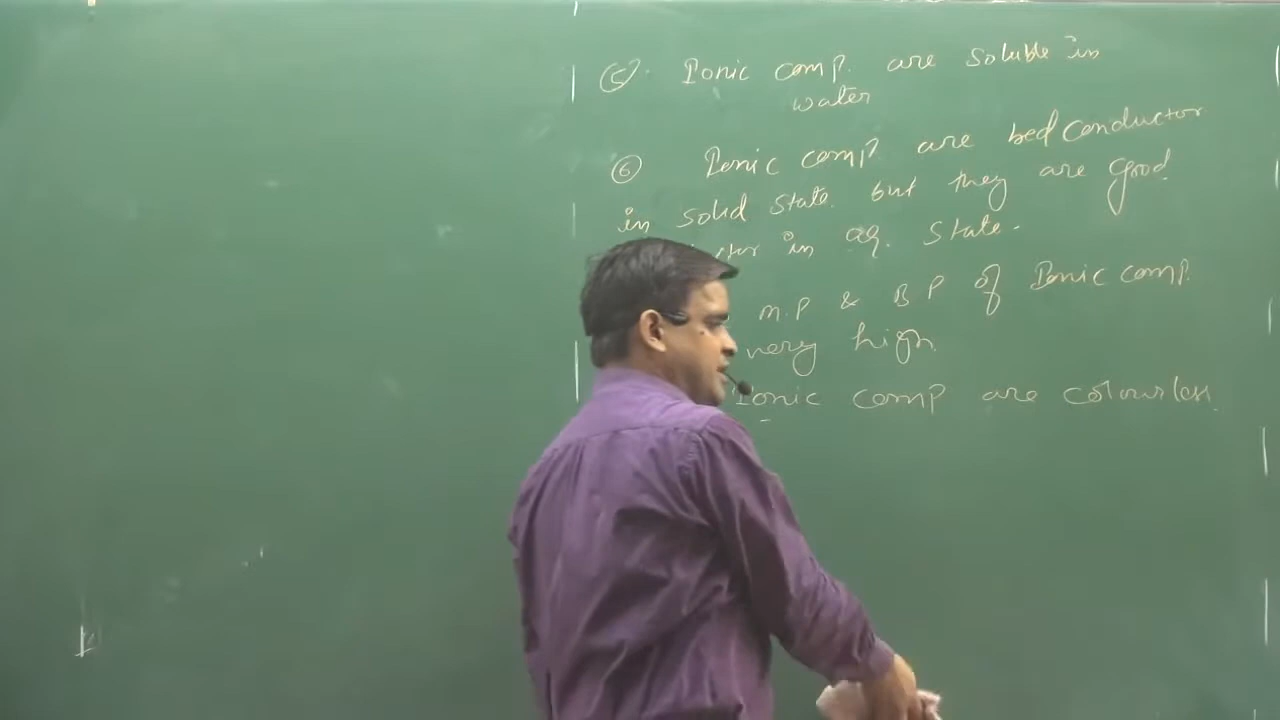 (5). Ionic comp. are soluble in
water
(6) Ionic comp are bed conductor
in solid state. but they are good
in aq. state.
M.P & B P of Ionic comp.
very high.
Ionic comp are colourless.